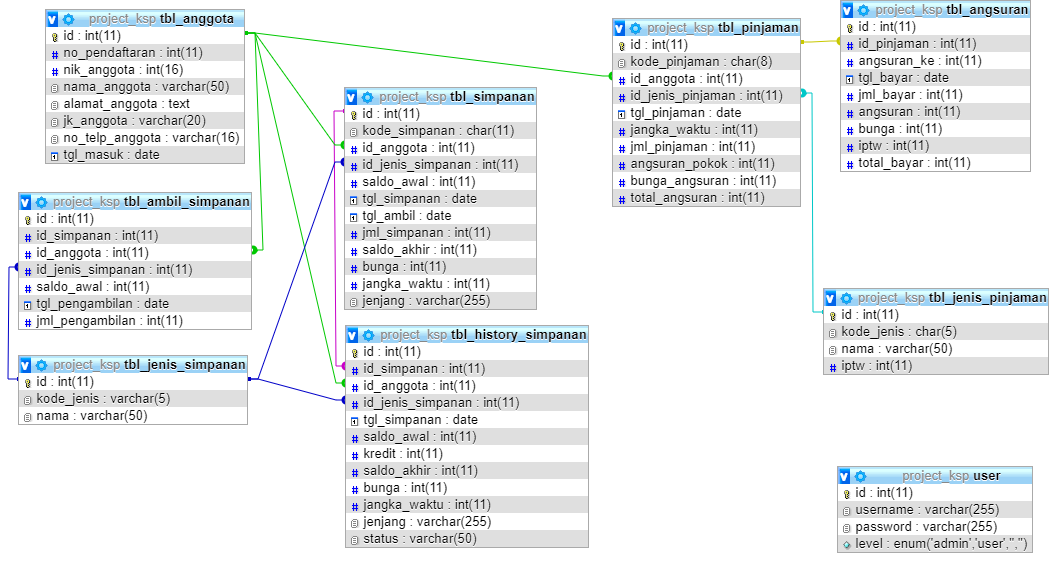 project_ksp tbl_anggota
id : int(11)
no_pendaftaran : int(11)
nik_anggota : int(16)
nama_anggota : varchar(50)
alamat_anggota : text
jk_anggota : varchar(20)
no_telp_anggota : varchar(16)
tgl_masuk : date
project_ksp tbl_ambil_simpanan
id : int(11)
id_simpanan : int(11)
id_anggota : int(11)
id_jenis_simpanan : int(11)
saldo_awal : int(11)
tgl_pengambilan : date
jml_pengambilan : int(11)
project_ksp tbl_jenis_simpanan
id : int(11)
kode_jenis : varchar(5)
nama : varchar(50)
project_ksp tbl_simpanan
id : int(11)
kode_simpanan : char(11)
id_anggota : int(11)
id_jenis_simpanan : int(11)
saldo_awal : int(11)
tgl_simpanan : date
tgl_ambil : date
jml_simpanan : int(11)
saldo_akhir : int(11)
bunga : int(11)
jangka_waktu : int(11)
jenjang : varchar(255)
project_ksp tbl_history_simpanan
id : int(11)
id_simpanan : int(11)
id_anggota : int(11)
id_jenis_simpanan : int(11)
tgl_simpanan : date
saldo_awal : int(11)
kredit : int(11)
saldo_akhir : int(11)
bunga : int(11)
jangka_waktu : int(11)
jenjang : varchar(255)
status : varchar(50)
project_ksp tbl_pinjaman
id : int(11)
kode_pinjaman : char(8)
id_anggota : int(11)
id_jenis_pinjaman : int(11)
tgl_pinjaman : date
jangka_waktu : int(11)
jml_pinjaman : int(11)
angsuran_pokok : int(11)
bunga_angsuran : int(11)
total_angsuran : int(11)
project_ksp tbl_angsuran
id : int(11)
id_pinjaman : int(11)
angsuran_ke : int(11)
tgl_bayar : date
jml_bayar : int(11)
angsuran : int(11)
bunga : int(11)
iptw : int(11)
total_bayar : int(11)
project_ksp tbl_jenis_pinjaman
id : int(11)
kode_jenis : char(5)
nama : varchar(50)
iptw : int(11)
project_ksp user
id : int(11)
username : varchar(255)
password : varchar(255)
level : enum('admin','user','','')